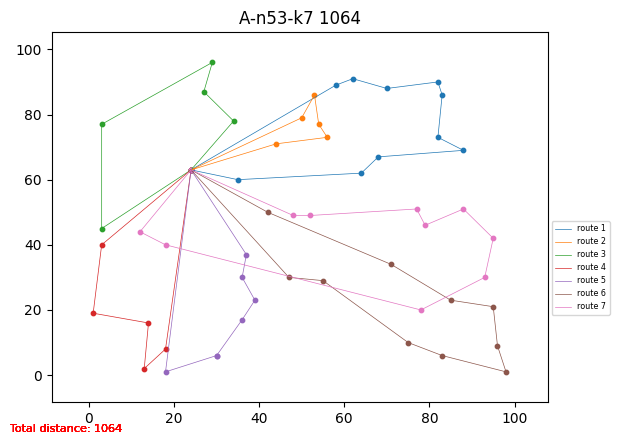 A-n53-k7 1064
100
80
60
40
20
0
0 20 40 60 80 100
route 1
route 2
route 3
route 4
route 5
route 6
route 7
Total distance: 1064